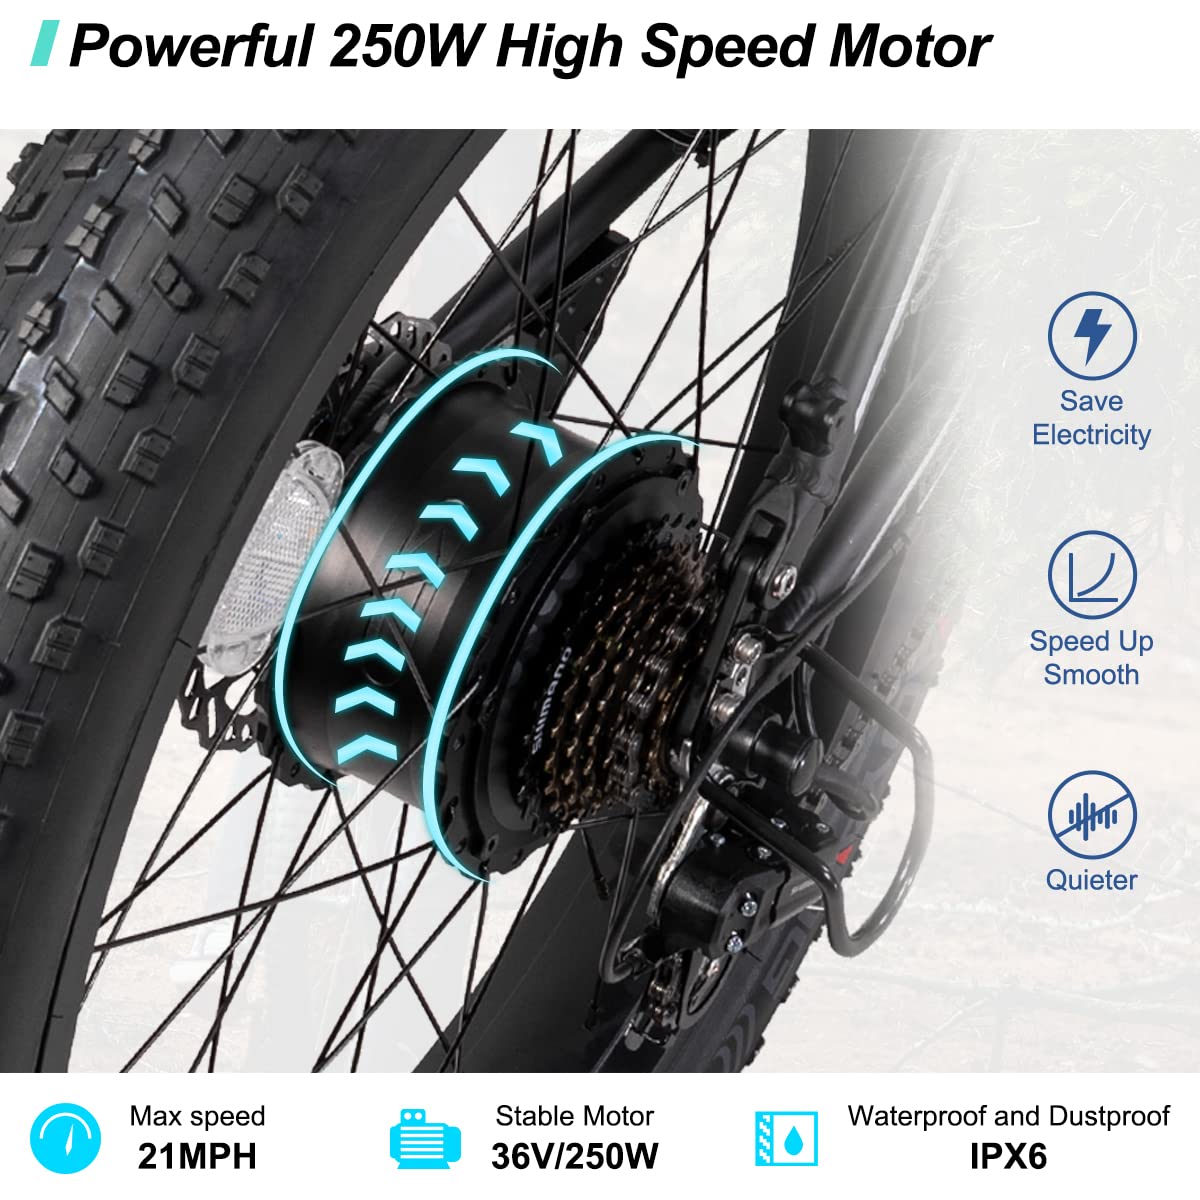 Powerful 250W High Speed Motor
Save
Electricity
Speed Up
Smooth
Quieter
Max speed
21MPH
Stable Motor
36V/250W
Waterproof and Dustproof
IPX6